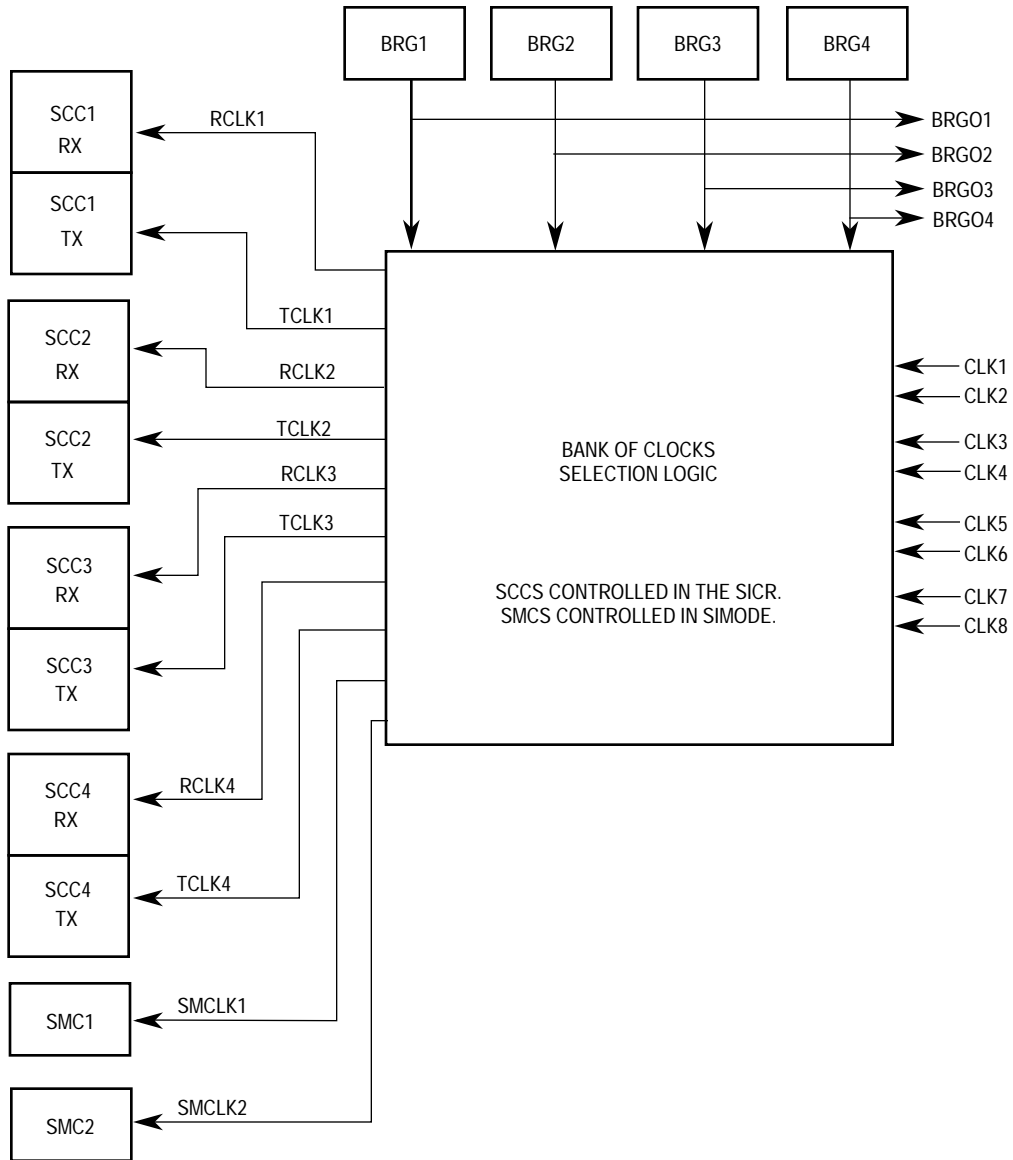 BRG1
BRG2
BRG3
BRG4
BRGO1
BRGO2
BRGO3
BRGO4
SCC1
RX
RCLK1
SCC1
TX
TCLK1
SCC2
RX
RCLK2
SCC2
TX
TCLK2
RCLK3
TCLK3
SCC3
RX
SCC3
TX
SCC4
RX
RCLK4
SCC4
TX
TCLK4
SMC1
SMCLK1
SMC2
SMCLK2
BANK OF CLOCKS
SELECTION LOGIC
SCCS CONTROLLED IN THE SICR.
SMCS CONTROLLED IN SIMODE.
CLK1
CLK2
CLK3
CLK4
CLK5
CLK6
CLK7
CLK8